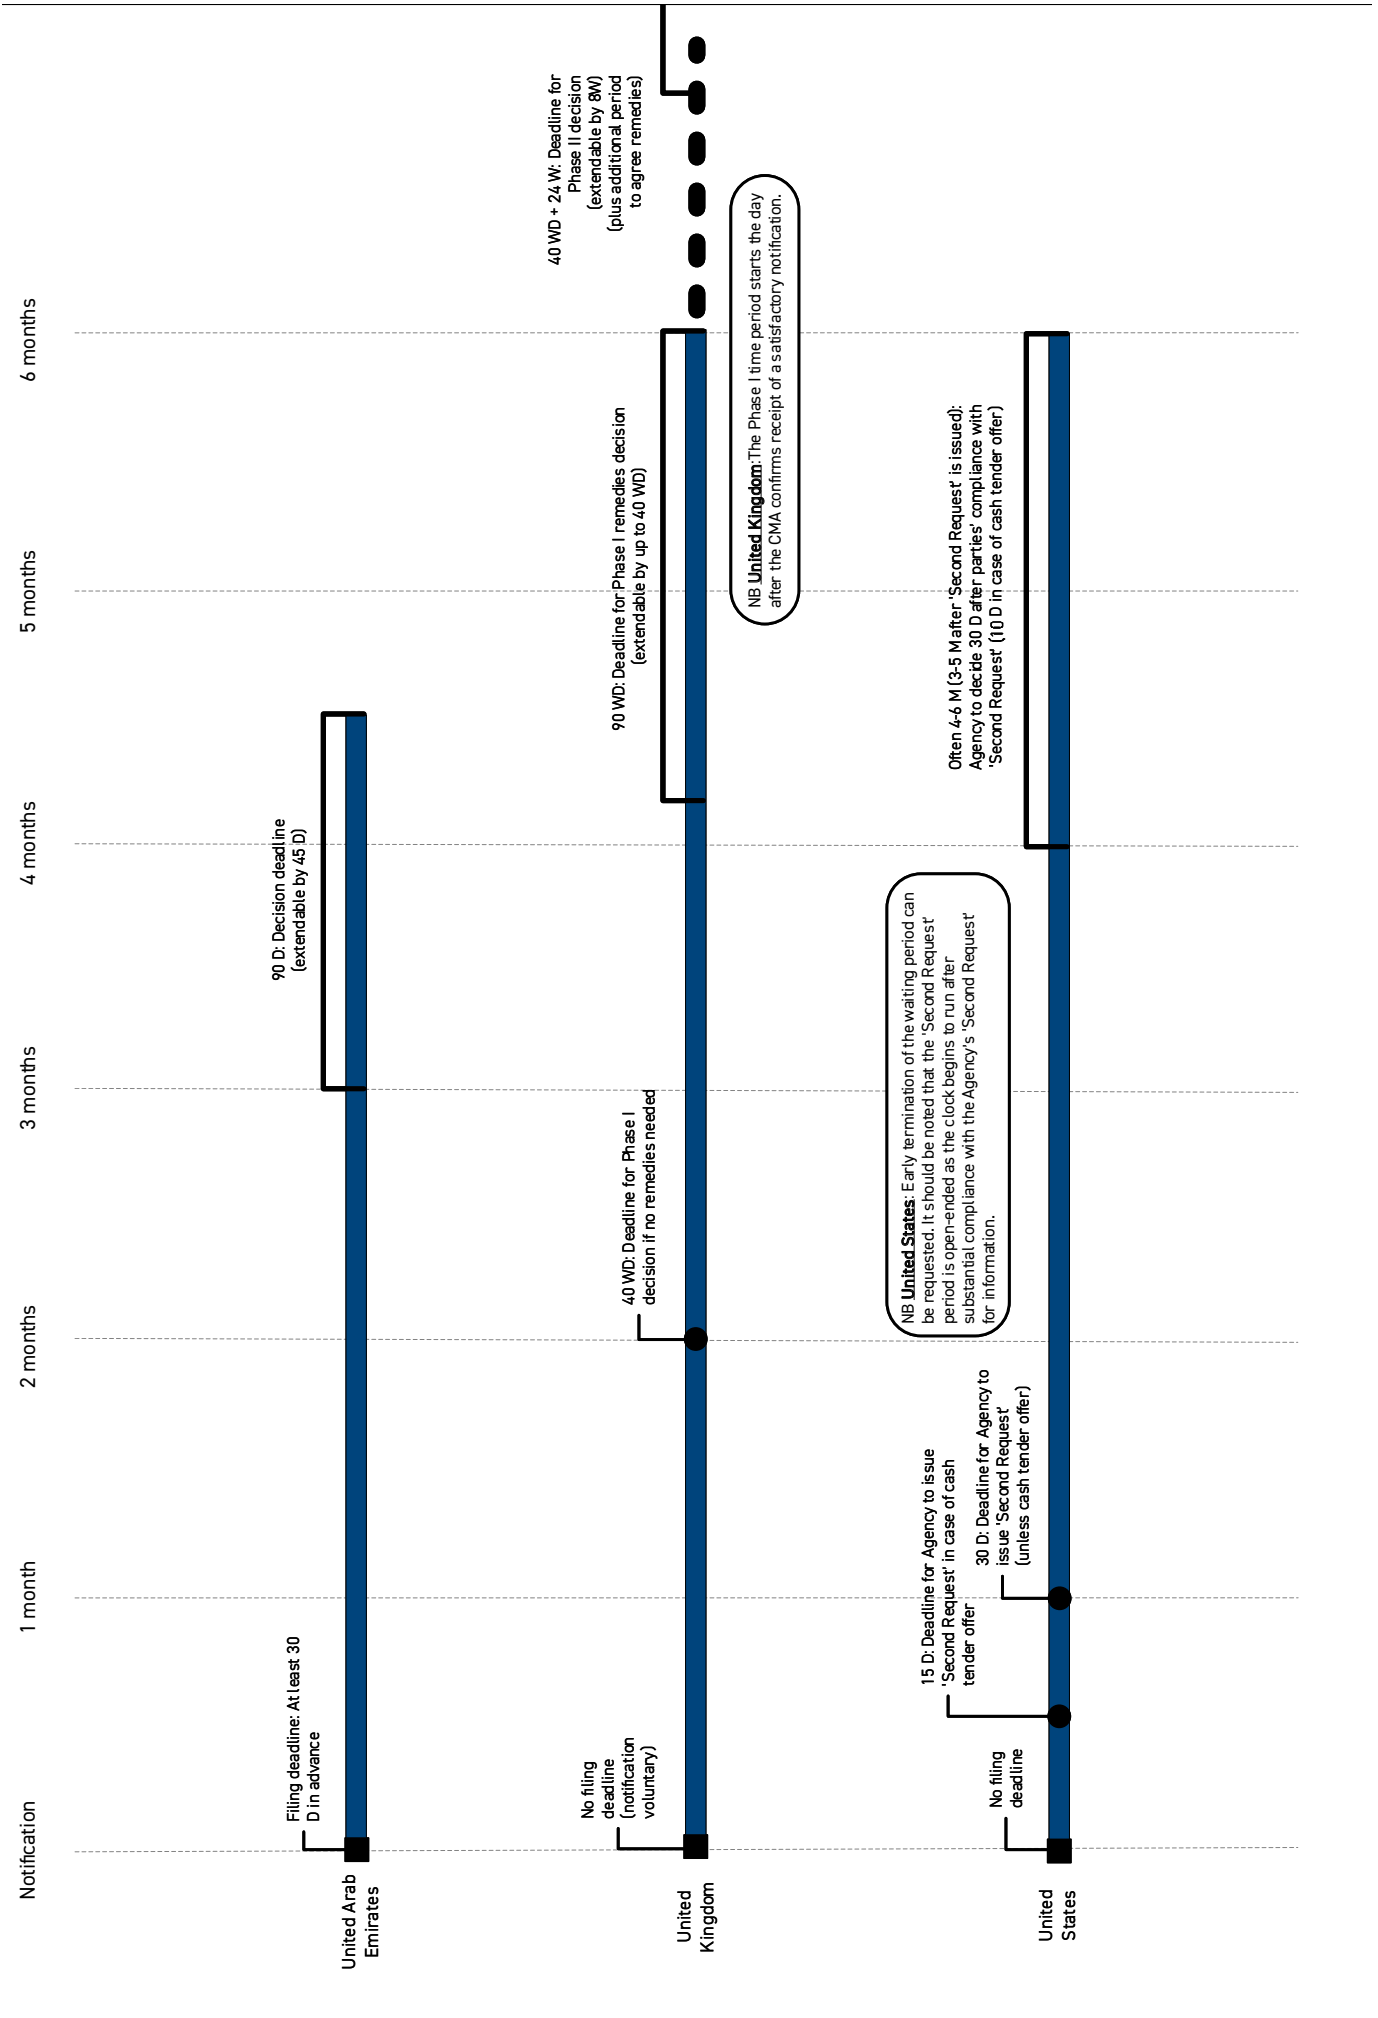 Notification
1 month
2 months
3 months
4 months
5 months
6 months
United Arab
Emirates
Filing deadline: At least 30
D in advance
90 D: Decision deadline
(extendable by 45 D)
United
Kingdom
No filing
deadline
(notification
voluntary)
40 WD: Deadline for Phase I
decision if no remedies needed
90 WD: Deadline for Phase I remedies decision
(extendable by up to 40 WD)
40 WD + 24 W: Deadline for
Phase II decision
(extendable by 8W)
(plus additional period
to agree remedies)
NB United Kingdom:The Phase I time period starts the day
after the CMA confirms receipt of a satisfactory notification.
United
States
No filing
deadline
15 D: Deadline for Agency to issue
'Second Request' in case of cash
tender offer
30 D: Deadline for Agency to
issue 'Second Request'
(unless cash tender offer)
NB United States: Early termination of the waiting period can
be requested. It should be noted that the 'Second Request'
period is open-ended as the clock begins to run after
substantial compliance with the Agency's 'Second Request'
for information.
Often 4-6 M (3-5 M after 'Second Request' is issued):
Agency to decide 30 D after parties' compliance with
'Second Request' (10 D in case of cash tender offer)